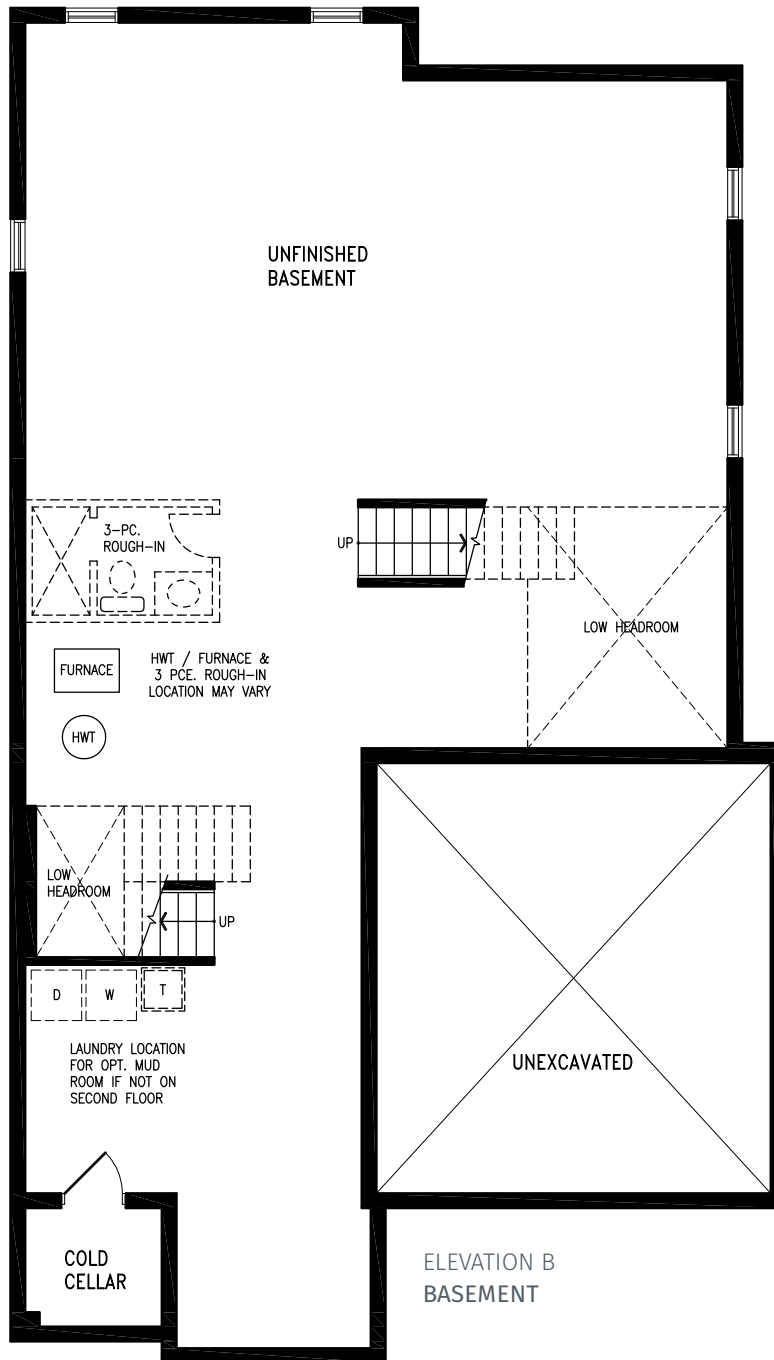 UNFINISHED
BASEMENT
3-PC.
ROUGH-IN
UP
LOW HEADROOM
FURNACE
HWT / FURNACE &
3 PCE. ROUGH-IN
LOCATION MAY VARY
HWT
LOW
HEADROOM
UP
D
W
T
LAUNDRY LOCATION
FOR OPT. MUD
ROOM IF NOT ON
SECOND FLOOR
UNEXCAVATED
COLD
CELLAR
ELEVATION B
BASEMENT